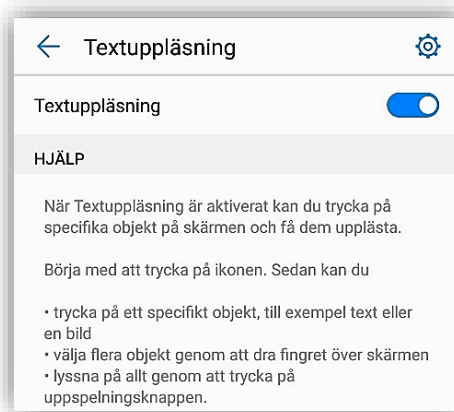 Textuppläsning
Textuppläsning
HJÄLP
När Textuppläsning är aktiverat kan du trycka på
specifika objekt på skärmen och få dem upplästa.
Börja med att trycka på ikonen. Sedan kan du
• trycka på ett specifikt objekt, till exempel text eller
en bild
• välja flera objekt genom att dra fingret över skärmen
• lyssna på allt genom att trycka på
uppspelningsknappen.